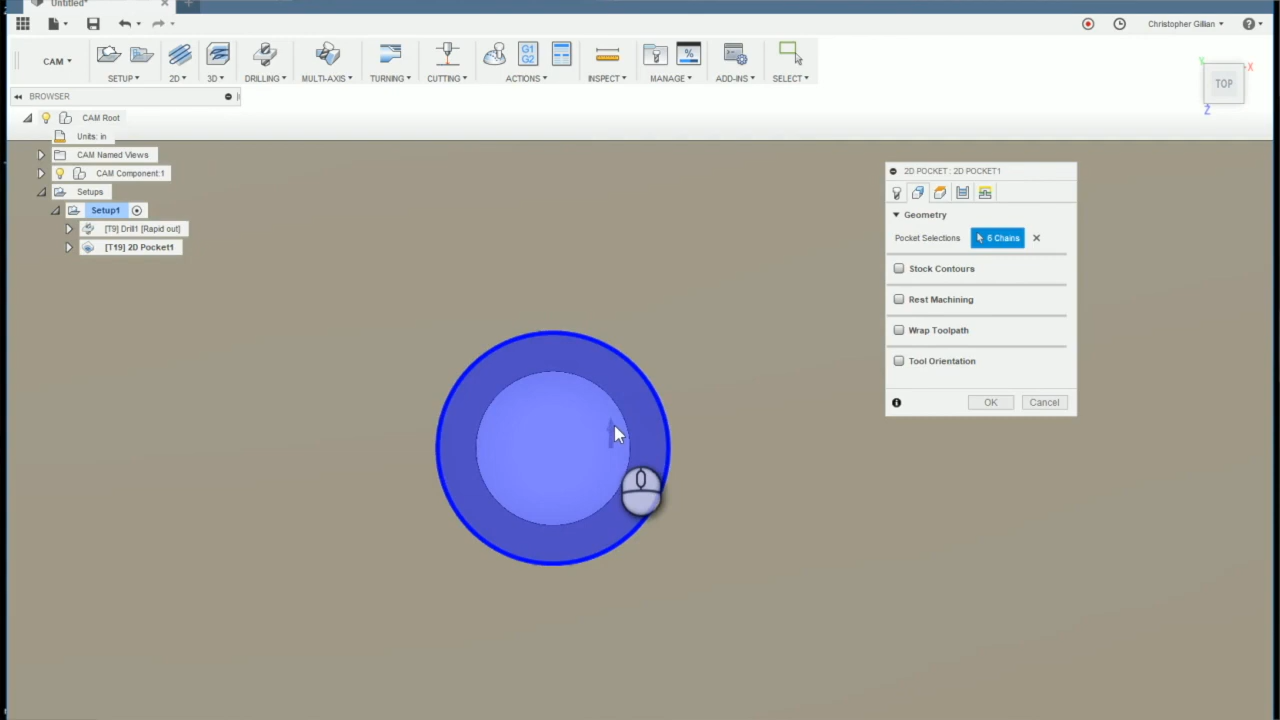 Untitled*
Christopher Gillian
CAM
SETUP
2D
3D
DRILLING
MULTI-AXIS
TURNING
CUTTING
G1
G2
ACTIONS
INSPECT
%
MANAGE
ADD-INS
SELECT
Y
X
TOP
Z
BROWSER
CAM Root
Units: in
CAM Named Views
CAM Component:1
Setups
Setup1
[T9] Drill1 [Rapid out]
[T19] 2D Pocket1
2D POCKET : 2D POCKET1
Geometry
Pocket Selections 6 Chains
Stock Contours
Rest Machining
Wrap Toolpath
Tool Orientation
OK Cancel